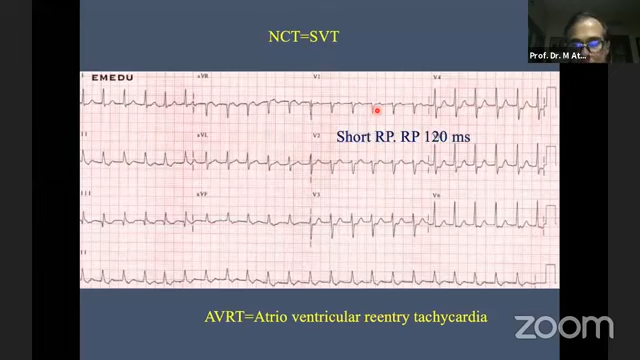 NCT=SVT
Prof. Dr. M At...
EMEDU
I
aVR
V1
V4
Short RP. RP 120 ms
II
aVL
V2
III
aVF
V3
V6
II
AVRT=Atrio ventricular reentry tachycardia
zoom